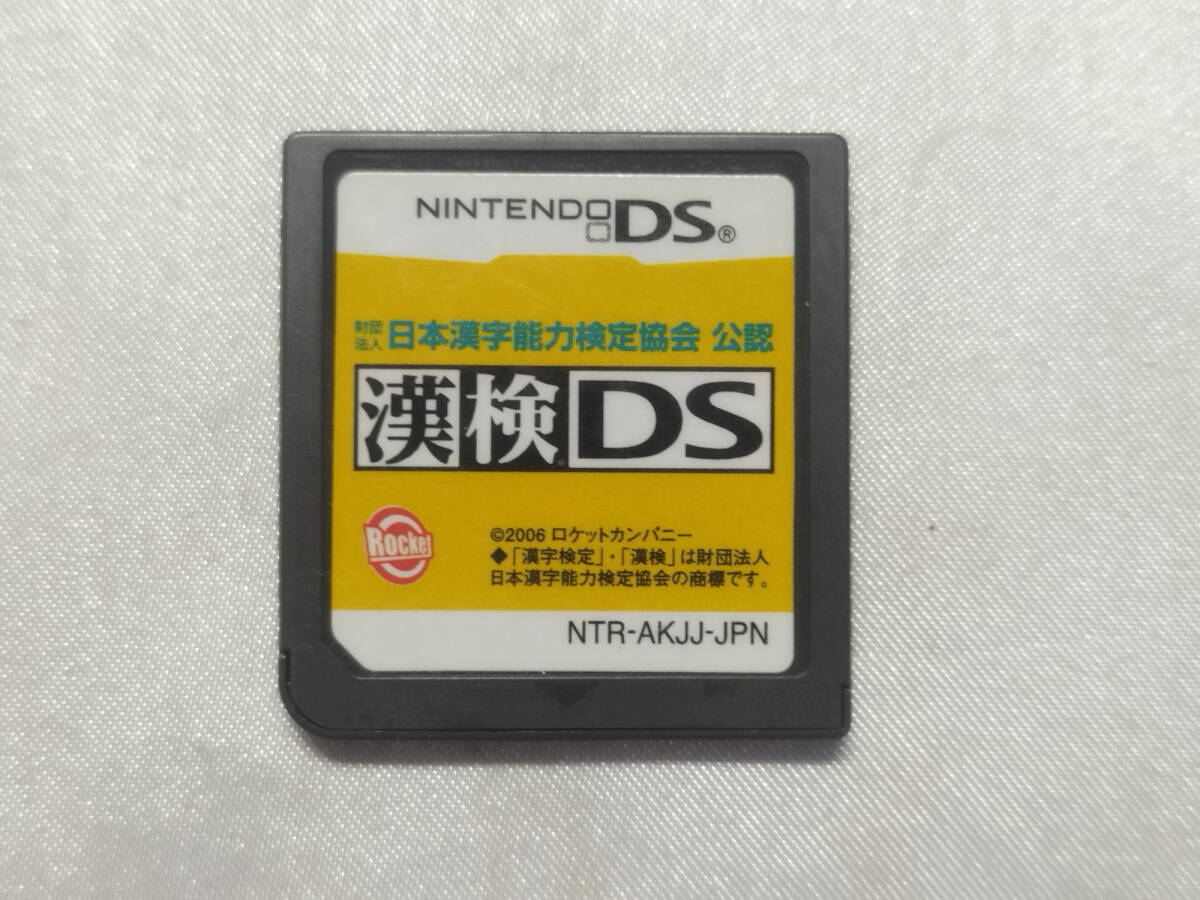 NINTENDO DS®
財団法人 日本漢字能力検定協会 公認
漢検DS
Rocket
©2006 ロケットカンパニー
◆「漢字検定」・「漢検」は財団法人
日本漢字能力検定協会の商標です。
NTR-AKJJ-JPN